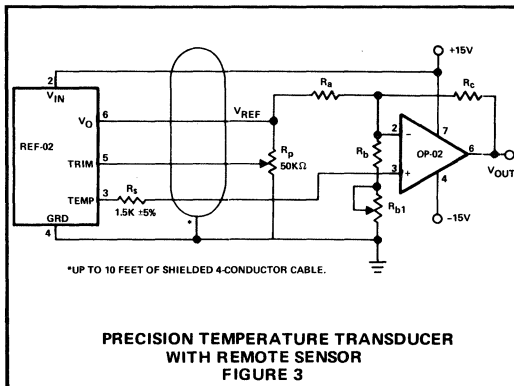 +15V
2
VIN
Ra
Rc
VO
6
VREF
REF-02
TRIM
5
Rp
50KΩ
2
−
7
OP-02
6
Rb
3
+
4
VOUT
TEMP
3
Rs
1.5K ±5%
GRD
4
*
Rb1
−15V
*UP TO 10 FEET OF SHIELDED 4-CONDUCTOR CABLE.
PRECISION TEMPERATURE TRANSDUCER
WITH REMOTE SENSOR
FIGURE 3